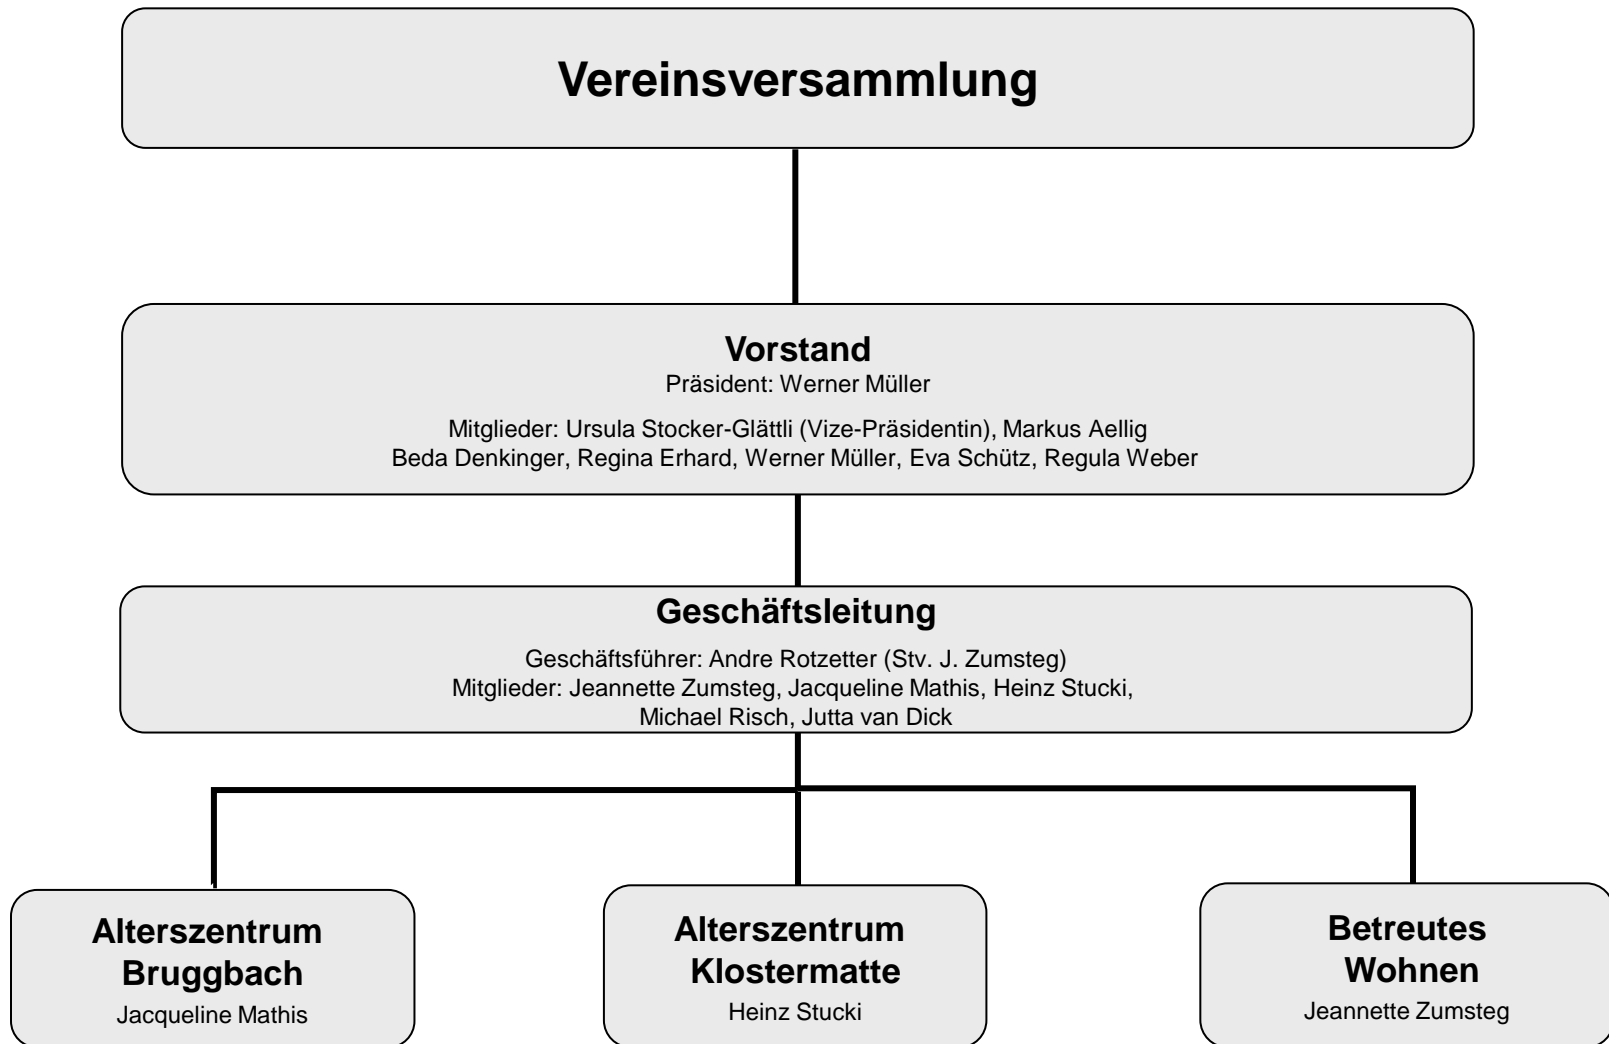 Vereinsversammlung
Vorstand
Präsident: Werner Müller
Mitglieder: Ursula Stocker-Glättli (Vize-Präsidentin), Markus Aellig
Beda Denkinger, Regina Erhard, Werner Müller, Eva Schütz, Regula Weber
Geschäftsleitung
Geschäftsführer: Andre Rotzetter (Stv. J. Zumsteg)
Mitglieder: Jeannette Zumsteg, Jacqueline Mathis, Heinz Stucki,
Michael Risch, Jutta van Dick
Alterszentrum
Bruggbach
Jacqueline Mathis
Alterszentrum
Klostermatte
Heinz Stucki
Betreutes
Wohnen
Jeannette Zumsteg